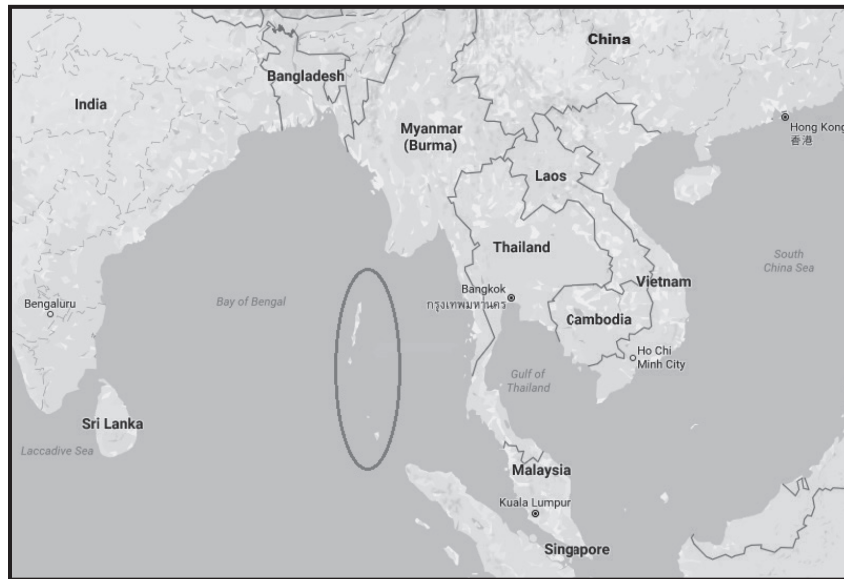 China
Bangladesh
India
Hong Kong
香港
Myanmar
(Burma)
Laos
Thailand
South
China Sea
Vietnam
Bangkok
กรุงเทพมหานคร
Bay of Bengal
Bengaluru
Cambodia
Ho Chi
Minh City
Gulf of
Thailand
Sri Lanka
Laccadive Sea
Malaysia
Kuala Lumpur
Singapore